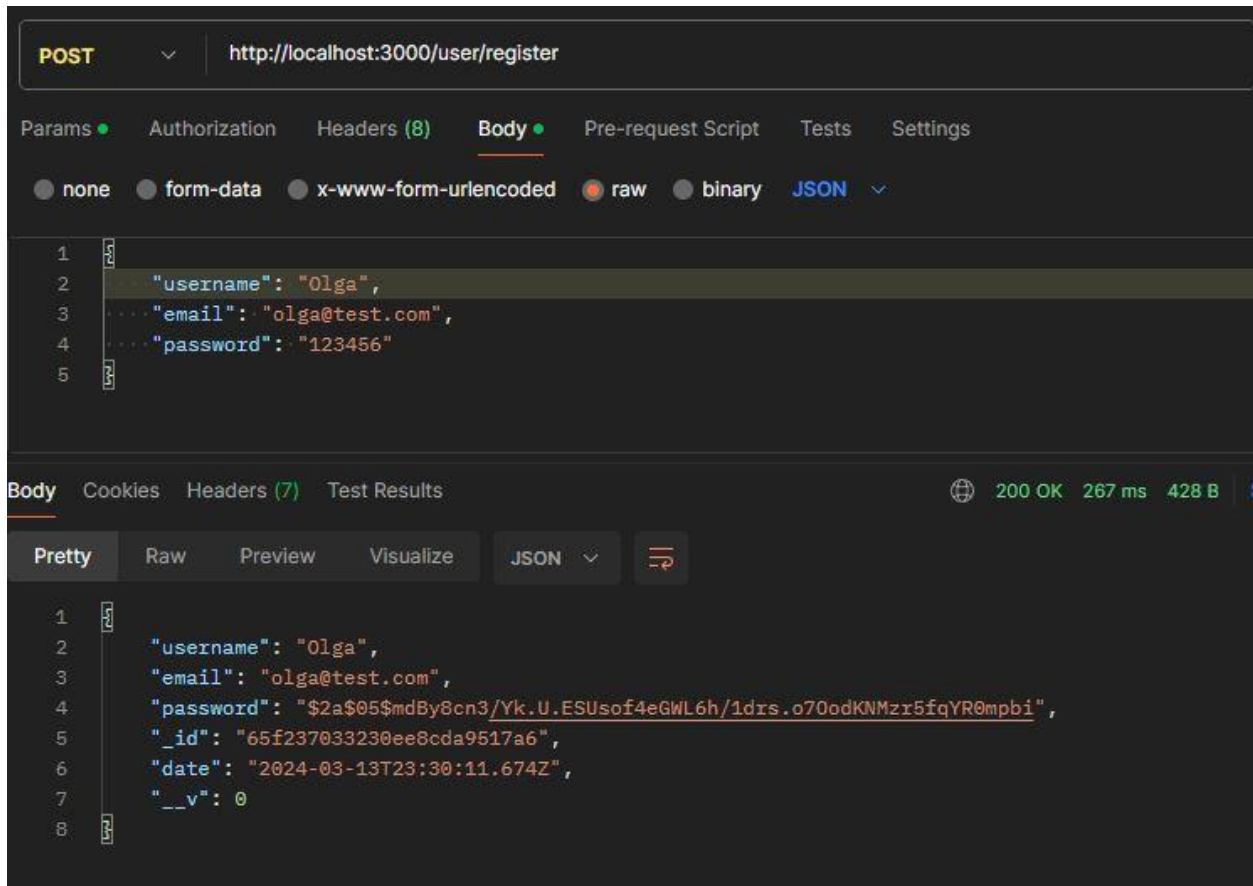 POST http://localhost:3000/user/register
Params Authorization Headers (8) Body Pre-request Script Tests Settings
none form-data x-www-form-urlencoded raw binary JSON
1 {
2 "username": "Olga",
3 "email": "olga@test.com",
4 "password": "123456"
5 }
Body Cookies Headers (7) Test Results 200 OK 267 ms 428 B
Pretty Raw Preview Visualize JSON
1 {
2 "username": "Olga",
3 "email": "olga@test.com",
4 "password": "$2a$05$mdBy8cn3/Yk.U.ESUsof4eGWL6h/1drs.o7OodKNMzr5fqYR0mpbi",
5 "_id": "65f237033230ee8cda9517a6",
6 "date": "2024-03-13T23:30:11.674Z",
7 "__v": 0
8 }